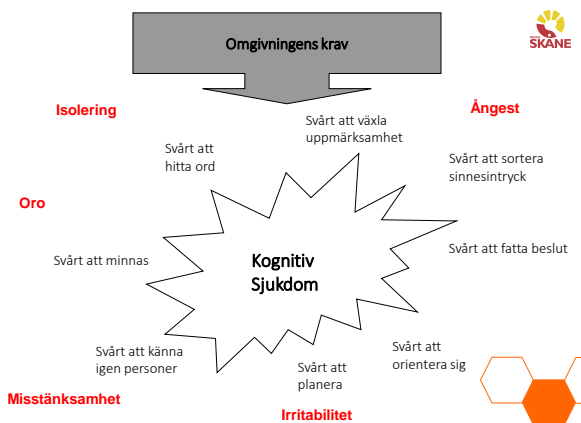 Omgivningens krav
SKÅNE
Isolering
Ångest
Svårt att växla
uppmärksamhet
Svårt att
hitta ord
Svårt att sortera
sinnesintryck
Oro
Svårt att minnas
Kognitiv
Sjukdom
Svårt att fatta beslut
Svårt att känna
igen personer
Svårt att
planera
Svårt att
orientera sig
Misstänksamhet
Irritabilitet